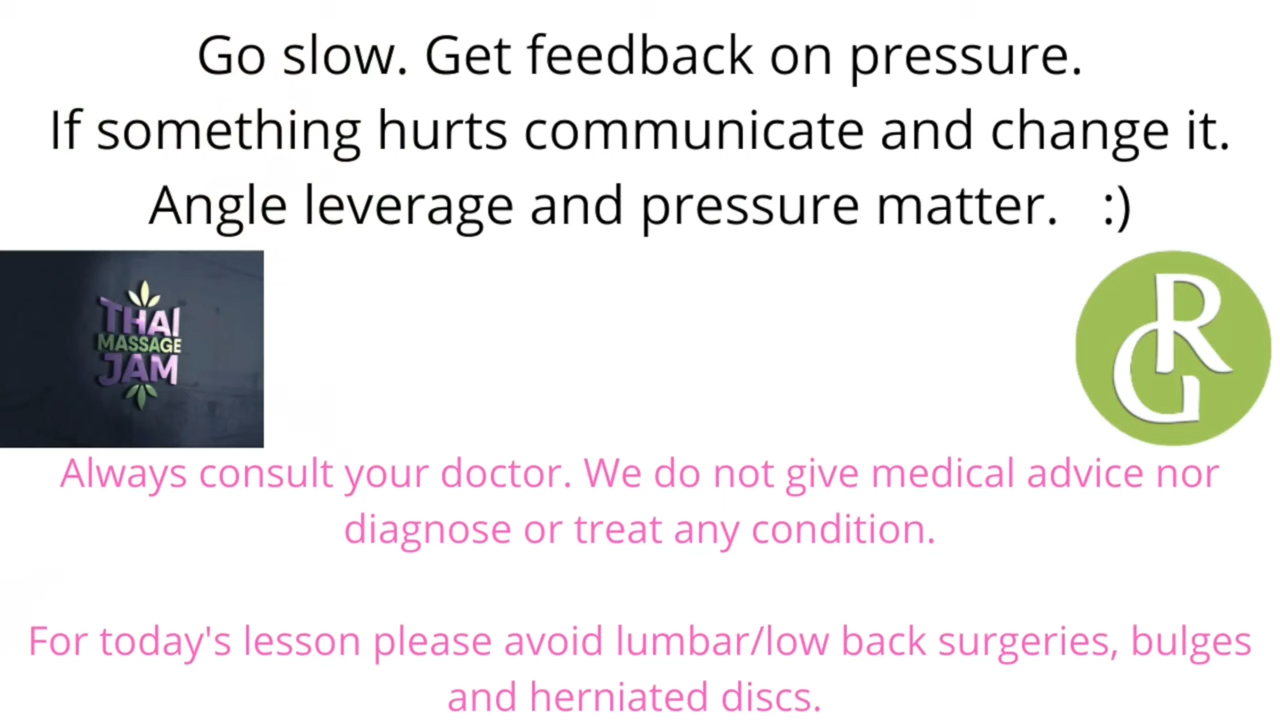 Go slow. Get feedback on pressure.
If something hurts communicate and change it.
Angle leverage and pressure matter.   :)
THAI
MASSAGE
JAM
RG
Always consult your doctor. We do not give medical advice nor
diagnose or treat any condition.
For today's lesson please avoid lumbar/low back surgeries, bulges
and herniated discs.